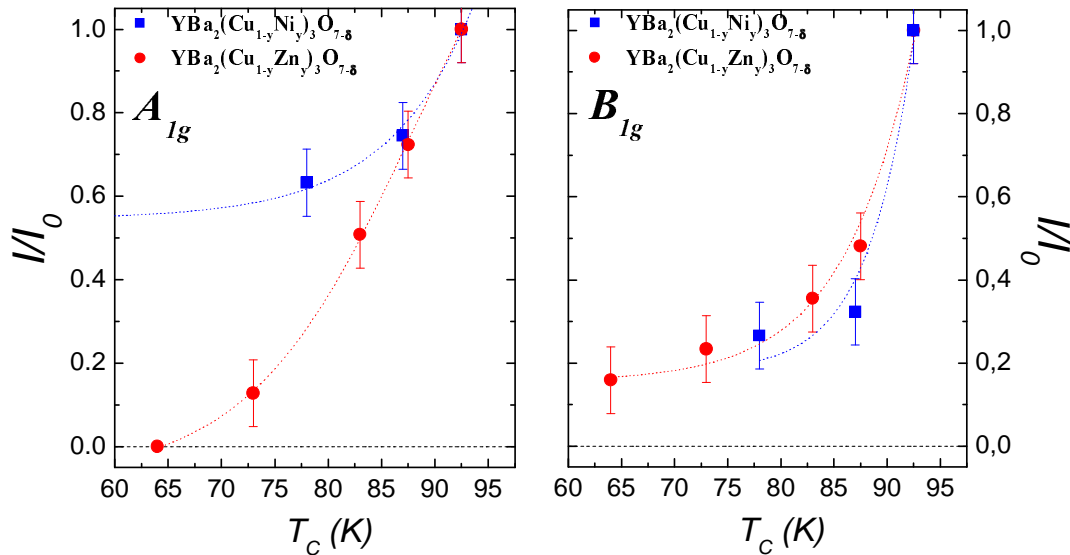 YBa2(Cu1-yNiy)3O7-δ
YBa2(Cu1-yZny)3O7-δ
A1g
I/I0
1.0
0.8
0.6
0.4
0.2
0.0
60 65 70 75 80 85 90 95
TC (K)
YBa2(Cu1-yNiy)3O7-δ
YBa2(Cu1-yZny)3O7-δ
B1g
I/I0
1,0
0,8
0,6
0,4
0,2
0,0
60 65 70 75 80 85 90 95
TC (K)